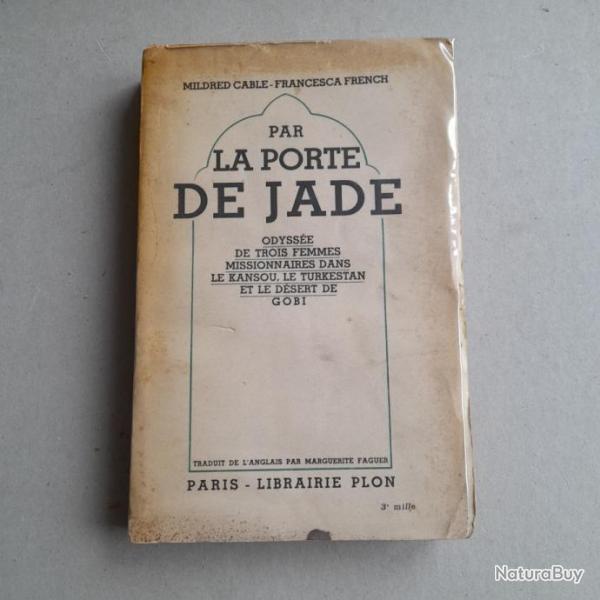 MILDRED CABLE-FRANCESCA FRENCH
PAR
LA PORTE
DE JADE
ODYSSÉE
DE TROIS FEMMES
MISSIONNAIRES DANS
LE KANSOU, LE TURKESTAN
ET LE DÉSERT DE
GOBI
TRADUIT DE L'ANGLAIS PAR MARGUERITE FAGUER
PARIS - LIBRAIRIE PLON
3e mille
NaturaBuy